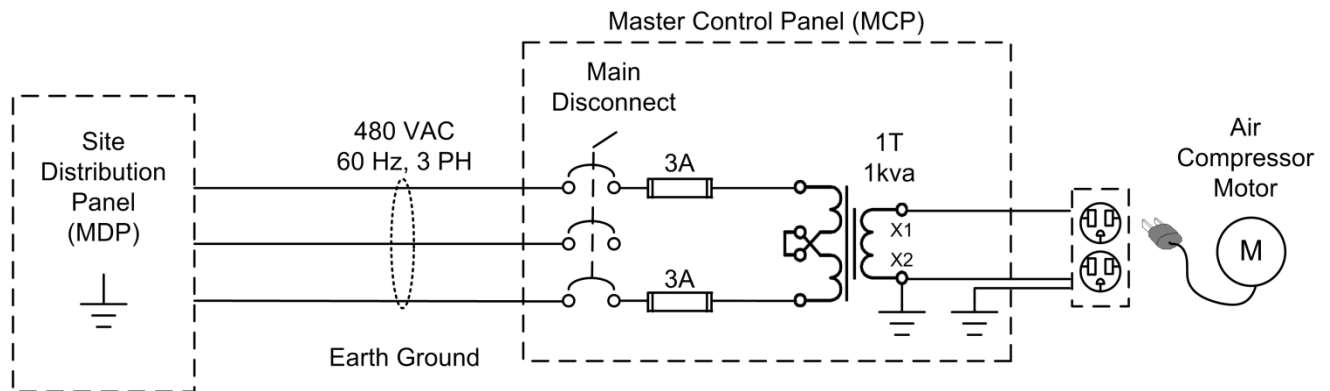 Master Control Panel (MCP)
Main
Disconnect
Site
Distribution
Panel
(MDP)
480 VAC
60 Hz, 3 PH
3A
1T
1kva
Air
Compressor
Motor
X1
X2
M
3A
Earth Ground